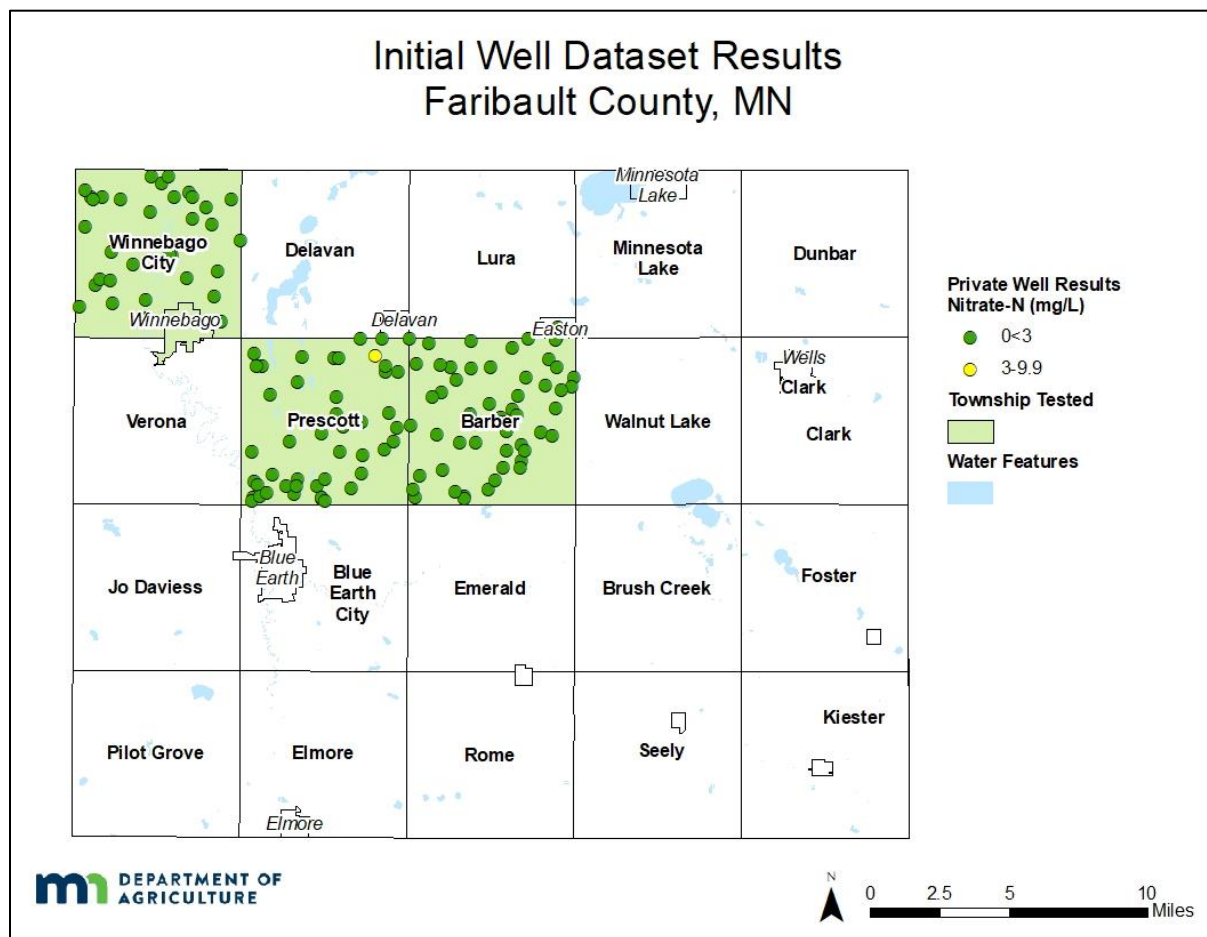 Initial Well Dataset Results
Faribault County, MN
Minnesota
Lake
Winnebago
City
Delavan
Lura
Minnesota
Lake
Dunbar
Winnebago
Delavan
Easton
Wells
Clark
Verona
Prescott
Barber
Walnut Lake
Clark
Jo Daviess
Blue
Earth
Blue
Earth
City
Emerald
Brush Creek
Foster
Pilot Grove
Elmore
Rome
Seely
Kiester
Elmore
Private Well Results
Nitrate-N (mg/L)
0<3
3-9.9
Township Tested
Water Features
mn DEPARTMENT OF
AGRICULTURE
N
0 2.5 5 10
Miles